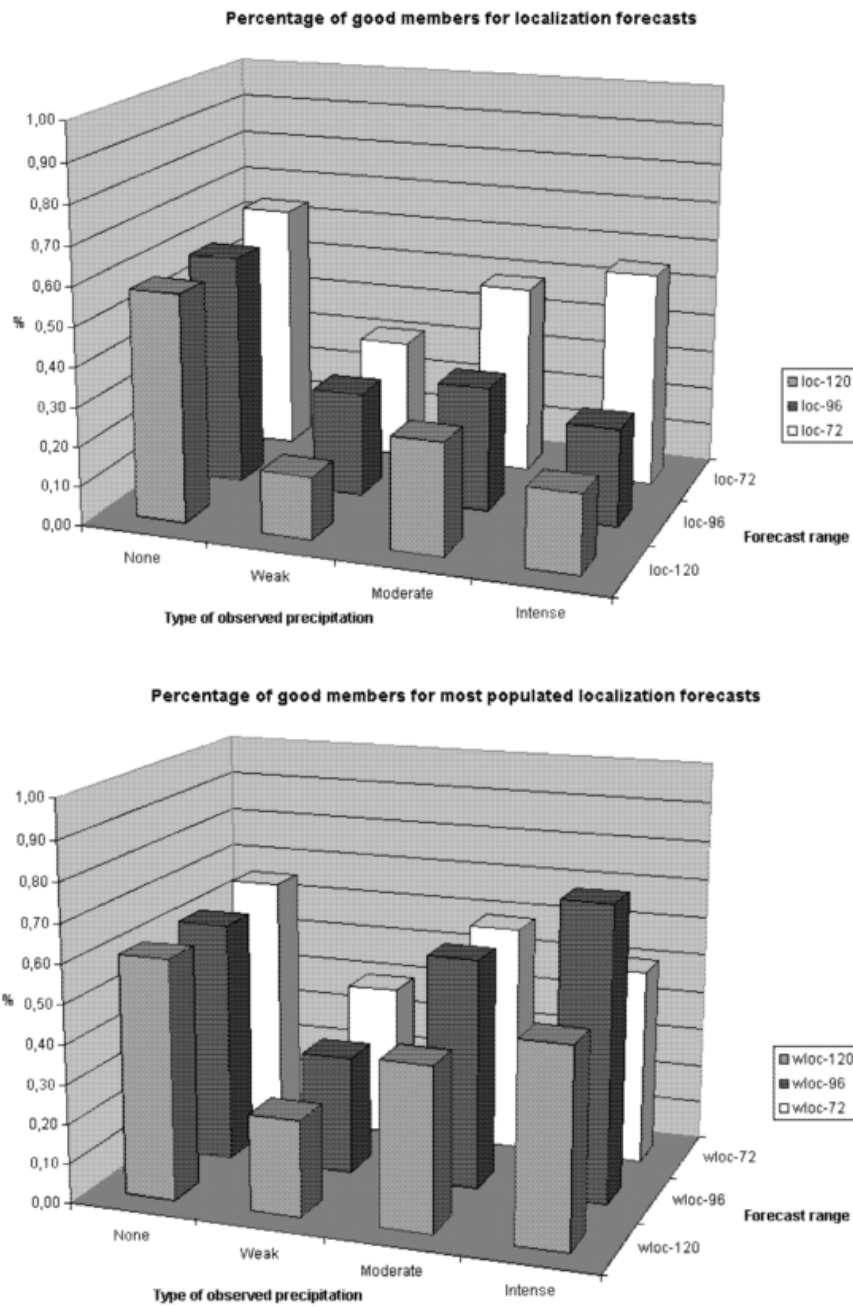 Percentage of good members for localization forecasts
1,00
0,90
0,80
0,70
0,60
% 0,50
0,40
0,30
0,20
0,10
0,00
None
Weak
Moderate
Intense
Type of observed precipitation
loc-72
loc-96
loc-120
Forecast range
loc-120
loc-96
loc-72
Percentage of good members for most populated localization forecasts
1,00
0,90
0,80
0,70
0,60
% 0,50
0,40
0,30
0,20
0,10
0,00
None
Weak
Moderate
Intense
Type of observed precipitation
wloc-72
wloc-96
wloc-120
Forecast range
wloc-120
wloc-96
wloc-72